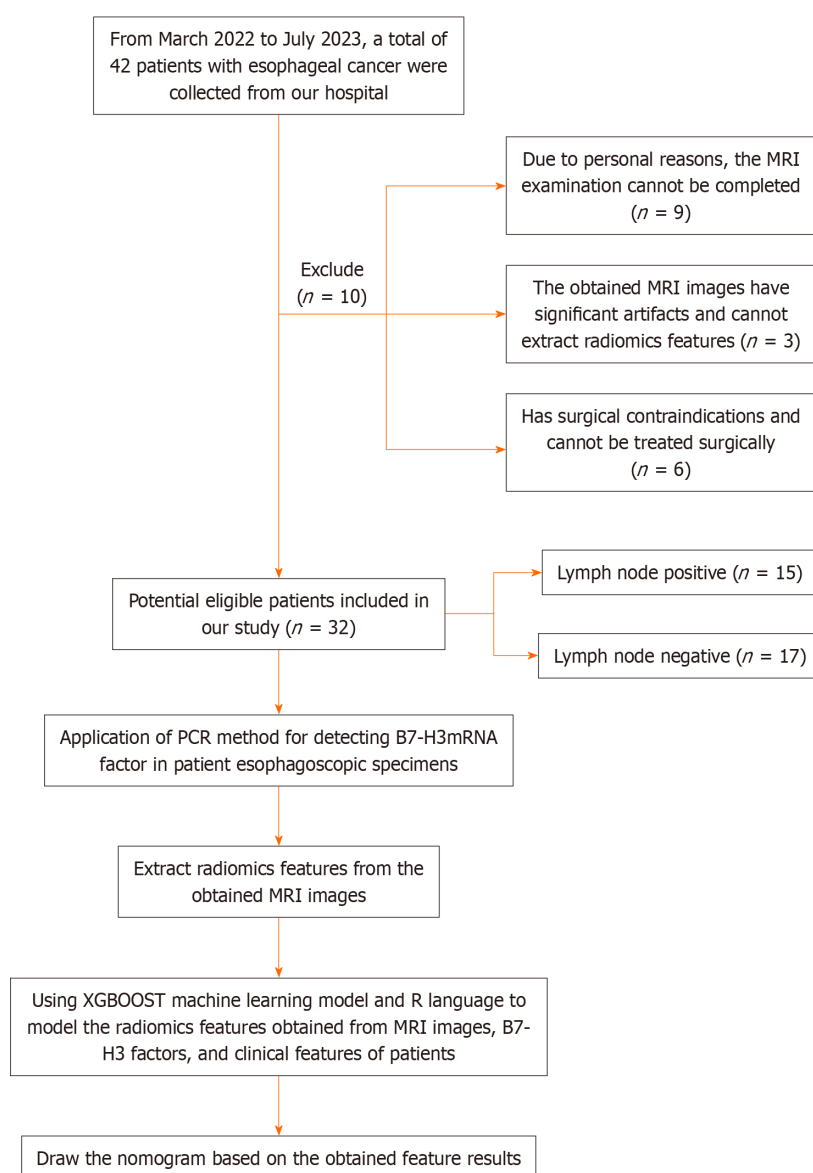 From March 2022 to July 2023, a total of
42 patients with esophageal cancer were
collected from our hospital
Due to personal reasons, the MRI
examination cannot be completed
(n = 9)
Exclude
(n = 10)
The obtained MRI images have
significant artifacts and cannot
extract radiomics features (n = 3)
Has surgical contraindications and
cannot be treated surgically
(n = 6)
Potential eligible patients included in
our study (n = 32)
Lymph node positive (n = 15)
Lymph node negative (n = 17)
Application of PCR method for detecting B7-H3mRNA
factor in patient esophagoscopic specimens
Extract radiomics features from the
obtained MRI images
Using XGBOOST machine learning model and R language to
model the radiomics features obtained from MRI images, B7-
H3 factors, and clinical features of patients
Draw the nomogram based on the obtained feature results